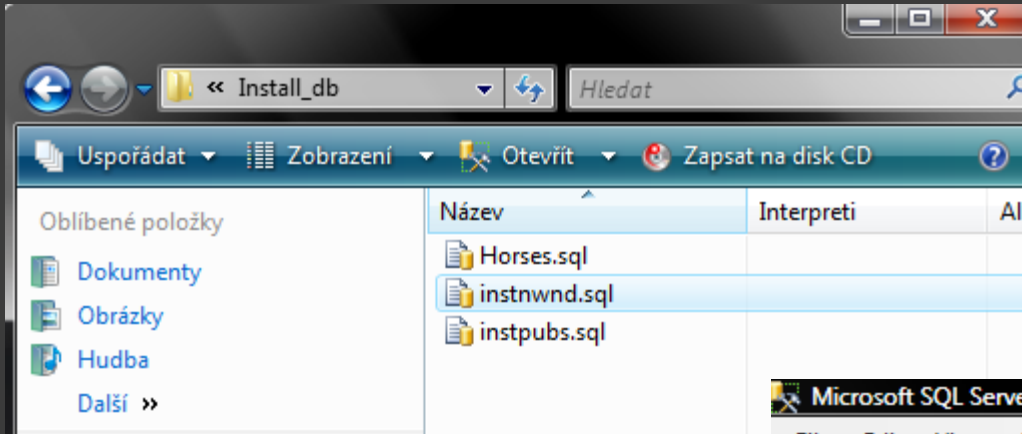 « Install_db
Hledat
Uspořádat Zobrazení Otevřít Zapsat na disk CD
Oblíbené položky
Název Interpreti Al
Dokumenty
Horses.sql
Obrázky
instnwnd.sql
Hudba
instpubs.sql
Další »
Microsoft SQL Serve